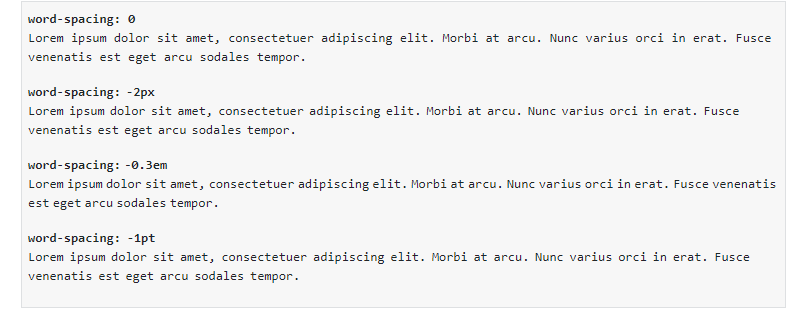 word-spacing: 0
Lorem ipsum dolor sit amet, consectetuer adipiscing elit. Morbi at arcu. Nunc varius orci in erat. Fusce
venenatis est eget arcu sodales tempor.
word-spacing: -2px
Lorem ipsum dolor sit amet, consectetuer adipiscing elit. Morbi at arcu. Nunc varius orci in erat. Fusce
venenatis est eget arcu sodales tempor.
word-spacing: -0.3em
Lorem ipsum dolor sit amet, consectetuer adipiscing elit. Morbi at arcu. Nunc varius orci in erat. Fusce venenatis
est eget arcu sodales tempor.
word-spacing: -1pt
Lorem ipsum dolor sit amet, consectetuer adipiscing elit. Morbi at arcu. Nunc varius orci in erat. Fusce
venenatis est eget arcu sodales tempor.